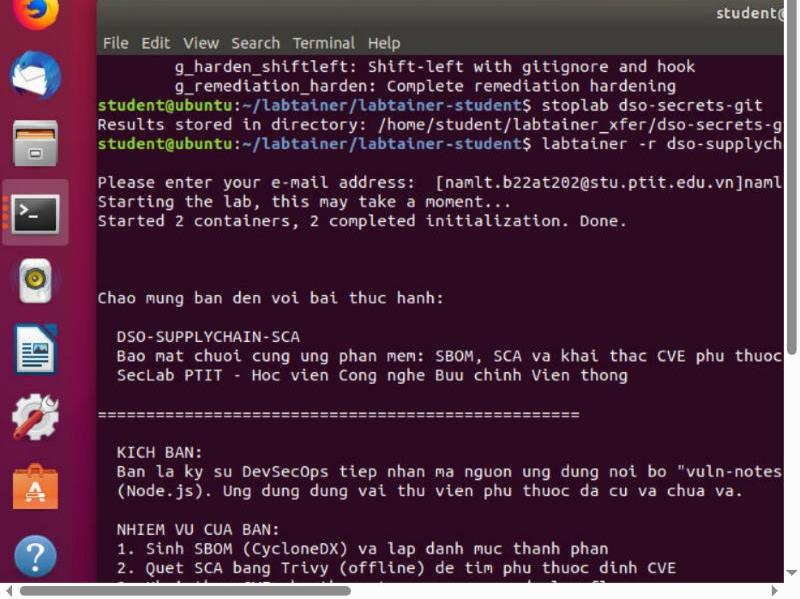 student@
File Edit View Search Terminal Help
g_harden_shiftleft: Shift-left with gitignore and hook
g_remediation_harden: Complete remediation hardening
student@ubuntu:~/labtainer/labtainer-student$ stoplab dso-secrets-git
Results stored in directory: /home/student/labtainer_xfer/dso-secrets-g
student@ubuntu:~/labtainer/labtainer-student$ labtainer -r dso-supplych
Please enter your e-mail address: [namlt.b22at202@stu.ptit.edu.vn]naml
Starting the lab, this may take a moment...
Started 2 containers, 2 completed initialization. Done.
Chao mung ban den voi bai thuc hanh:
DSO-SUPPLYCHAIN-SCA
Bao mat chuoi cung ung phan mem: SBOM, SCA va khai thac CVE phu thuoc
SecLab PTIT - Hoc vien Cong nghe Buu chinh Vien thong
==================================================
KICH BAN:
Ban la ky su DevSecOps tiep nhan ma nguon ung dung noi bo "vuln-notes
(Node.js). Ung dung dung vai thu vien phu thuoc da cu va chua va.
NHIEM VU CUA BAN:
1. Sinh SBOM (CycloneDX) va lap danh muc thanh phan
2. Quet SCA bang Trivy (offline) de tim phu thuoc dinh CVE